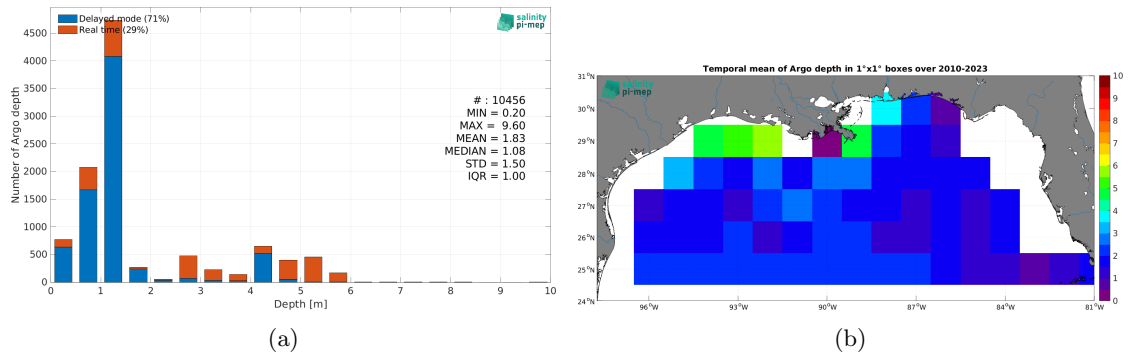 Delayed mode (71%)
Real time (29%)
salinity
pi-mep
4500
4000
3500
3000
2500
2000
1500
1000
500
0
Number of Argo depth
# : 10456
MIN = 0.20
MAX = 9.60
MEAN = 1.83
MEDIAN = 1.08
STD = 1.50
IQR = 1.00
0 1 2 3 4 5 6 7 8 9 10
Depth [m]
(a)
Temporal mean of Argo depth in 1°x1° boxes over 2010-2023
salinity
pi-mep
31°N
30°N
29°N
28°N
27°N
26°N
25°N
24°N
96°W 93°W 90°W 87°W 84°W 81°W
10
9
8
7
6
5
4
3
2
1
0
(b)